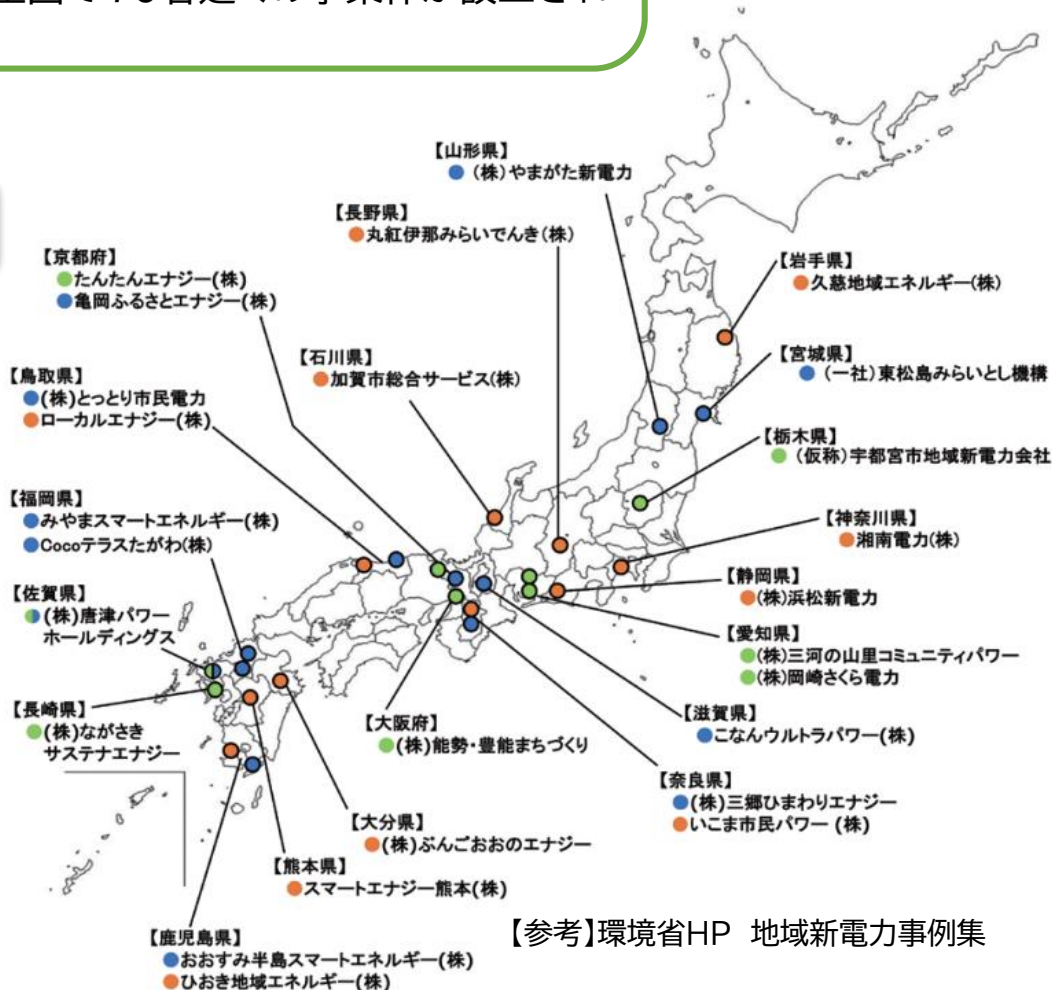 【山形県】
(株)やまがた新電力
【長野県】
丸紅伊那みらいでんき(株)
【京都府】
たんたんエナジー(株)
亀岡ふるさとエナジー(株)
【岩手県】
久慈地域エネルギー(株)
【石川県】
加賀市総合サービス(株)
【宮城県】
(一社)東松島みらいとし機構
【鳥取県】
(株)とっとり市民電力
ローカルエナジー(株)
【栃木県】
(仮称)宇都宮市地域新電力会社
【福岡県】
みやまスマートエネルギー(株)
Cocoテラスたがわ(株)
【神奈川県】
湘南電力(株)
【静岡県】
(株)浜松新電力
【佐賀県】
(株)唐津パワー
ホールディングス
【愛知県】
(株)三河の山里コミュニティパワー
(株)岡崎さくら電力
【長崎県】
(株)ながさき
サステナエナジー
【大阪府】
(株)能勢・豊能まちづくり
【滋賀県】
こなんウルトラパワー(株)
【奈良県】
(株)三郷ひまわりエナジー
いこま市民パワー (株)
【大分県】
(株)ぶんごおおのエナジー
【熊本県】
スマートエナジー熊本(株)
【鹿児島県】
おおすみ半島スマートエネルギー(株)
ひおき地域エネルギー(株)
【参考】環境省HP 地域新電力事例集